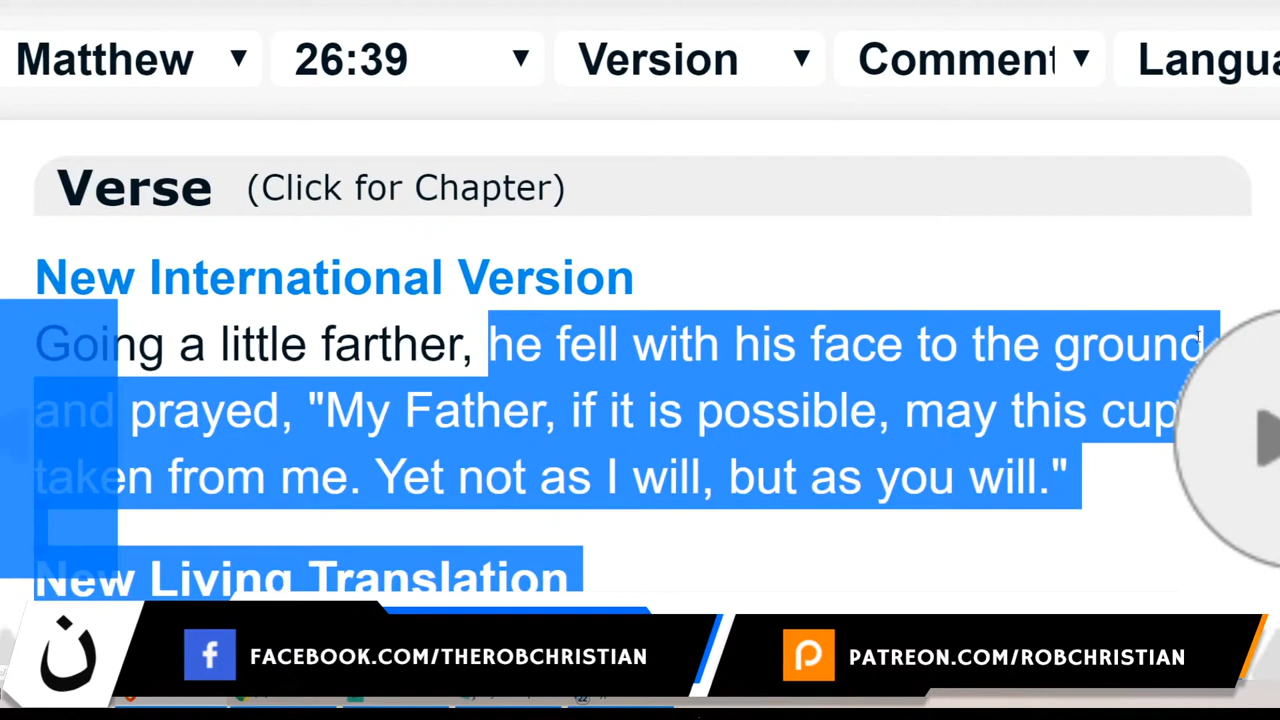 Matthew ▼ 26:39 ▼ Version ▼ Comment ▼ Langua
Verse (Click for Chapter)
New International Version
Going a little farther, he fell with his face to the ground
and prayed, "My Father, if it is possible, may this cup
taken from me. Yet not as I will, but as you will."
New Living Translation
ن FACEBOOK.COM/THEROBCHRISTIAN PATREON.COM/ROBCHRISTIAN